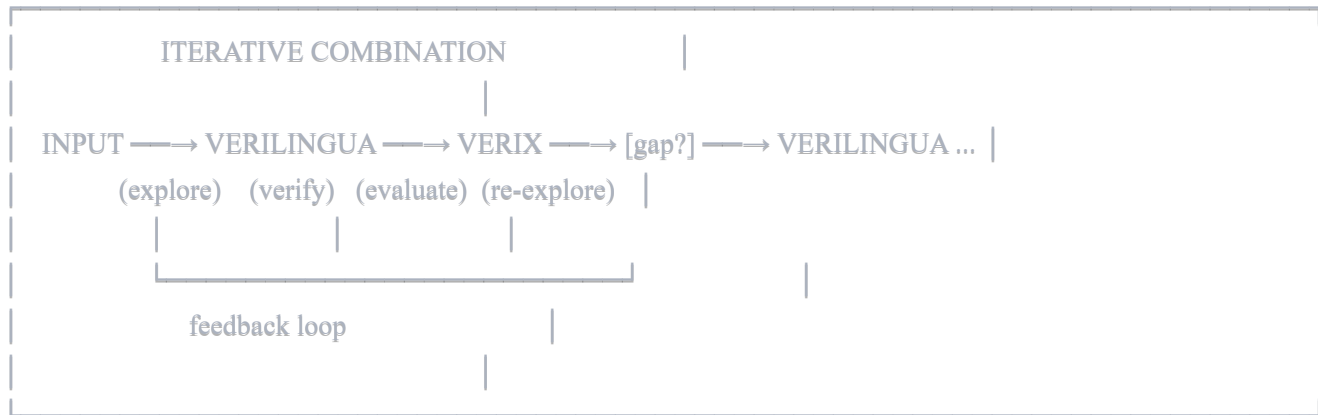 ITERATIVE COMBINATION
INPUT ──→ VERILINGUA ──→ VERIX ──→ [gap?] ──→ VERILINGUA ...
(explore) (verify) (evaluate) (re-explore)
feedback loop